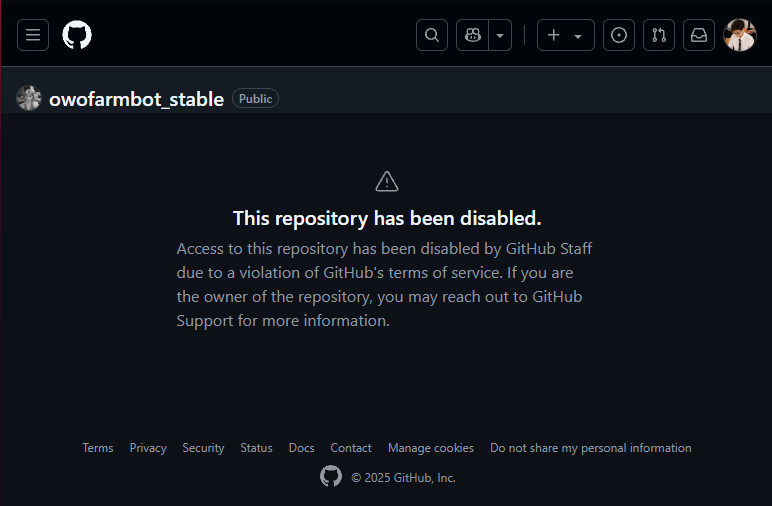 owofarmbot_stable Public
This repository has been disabled.
Access to this repository has been disabled by GitHub Staff
due to a violation of GitHub's terms of service. If you are
the owner of the repository, you may reach out to GitHub
Support for more information.
Terms Privacy Security Status Docs Contact Manage cookies Do not share my personal information
© 2025 GitHub, Inc.